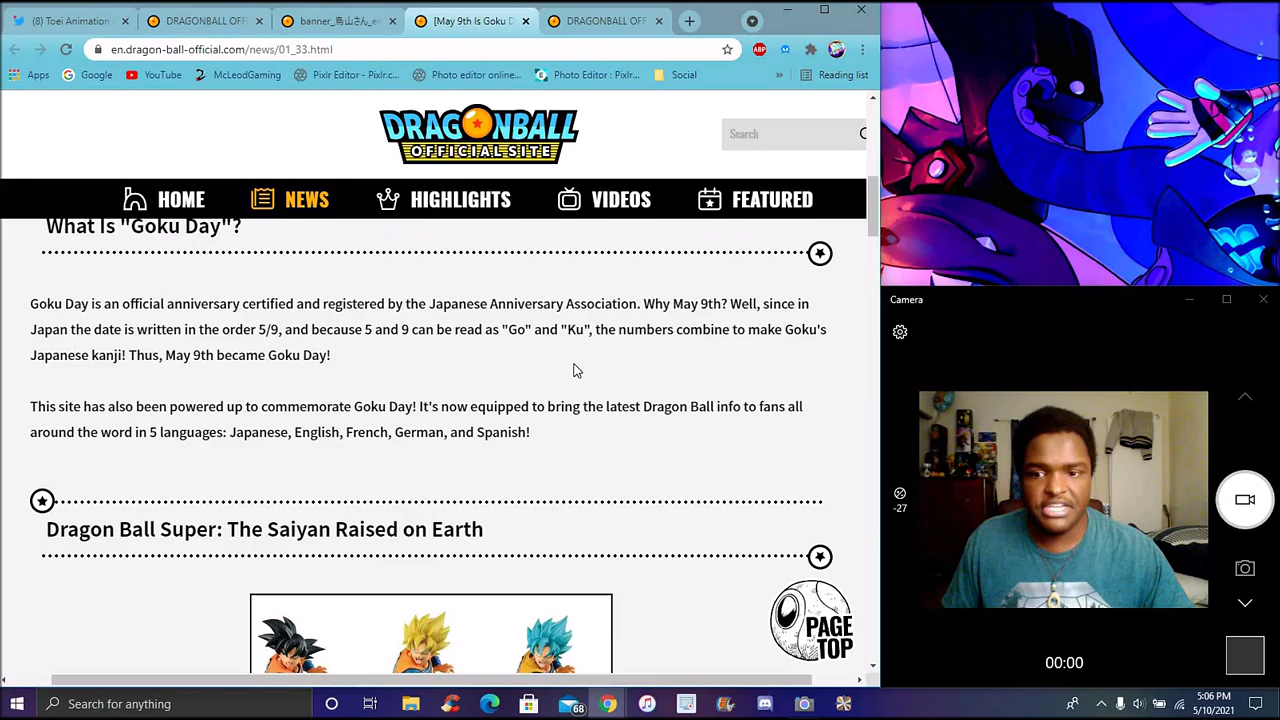 (8) Toei Animation
DRAGONBALL OFF
banner_鳥山さん_en
[May 9th Is Goku D
DRAGONBALL OFF
en.dragon-ball-official.com/news/01_33.html
ABP
Apps
Google
YouTube
McLeodGaming
Pixlr Editor - Pixlr.c...
Photo editor online...
Photo Editor : Pixlr...
Social
»
Reading list
DRAGONBALL
OFFICIAL SITE
Search
HOME
NEWS
HIGHLIGHTS
VIDEOS
FEATURED
What Is "Goku Day"?
Goku Day is an official anniversary certified and registered by the Japanese Anniversary Association. Why May 9th? Well, since in
Japan the date is written in the order 5/9, and because 5 and 9 can be read as "Go" and "Ku", the numbers combine to make Goku's
Japanese kanji! Thus, May 9th became Goku Day!
This site has also been powered up to commemorate Goku Day! It's now equipped to bring the latest Dragon Ball info to fans all
around the word in 5 languages: Japanese, English, French, German, and Spanish!
Dragon Ball Super: The Saiyan Raised on Earth
PAGE
TOP
Camera
-27
00:00
Search for anything
68
5:06 PM
5/10/2021